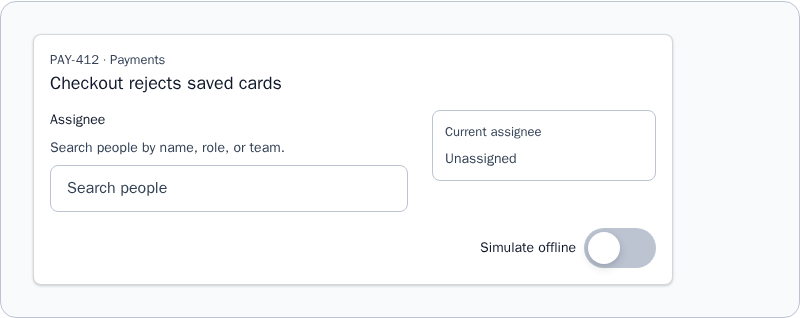 PAY-412 · Payments
Checkout rejects saved cards
Assignee
Search people by name, role, or team.
Search people
Current assignee
Unassigned
Simulate offline